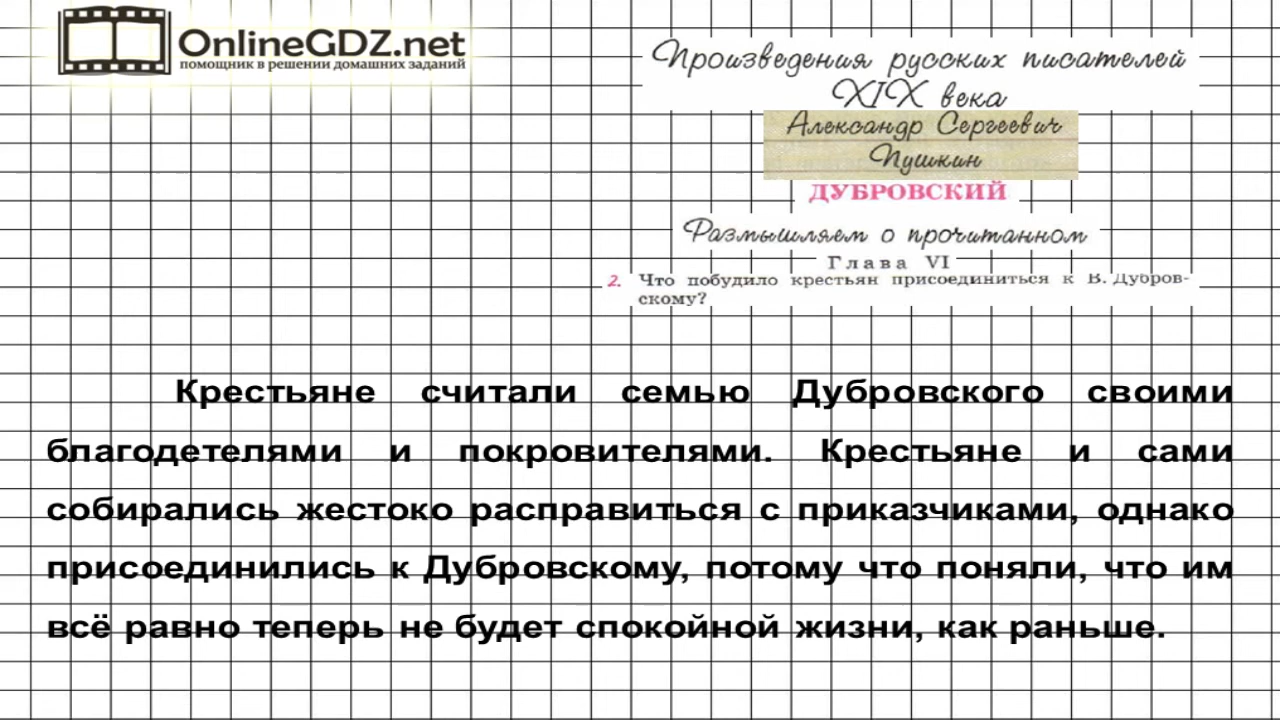 OnlineGDZ.net
помощник в решении домашних заданий
Произведения русских писателей
XIX века
Александр Сергеевич
Пушкин
ДУБРОВСКИЙ
Размышляем о прочитанном
Глава VI
2. Что побудило крестьян присоединиться к В. Дубров-
скому?
Крестьяне считали семью Дубровского своими
благодетелями и покровителями. Крестьяне и сами
собирались жестоко расправиться с приказчиками, однако
присоединились к Дубровскому, потому что поняли, что им
всё равно теперь не будет спокойной жизни, как раньше.